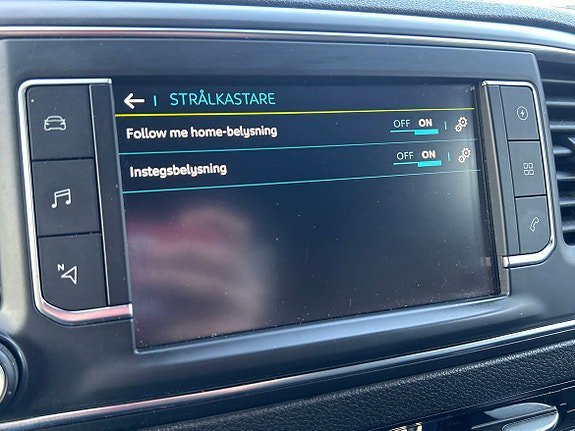 STRÅLKASTARE
Follow me home-belysning OFF ON
Instegsbelysning OFF ON
N